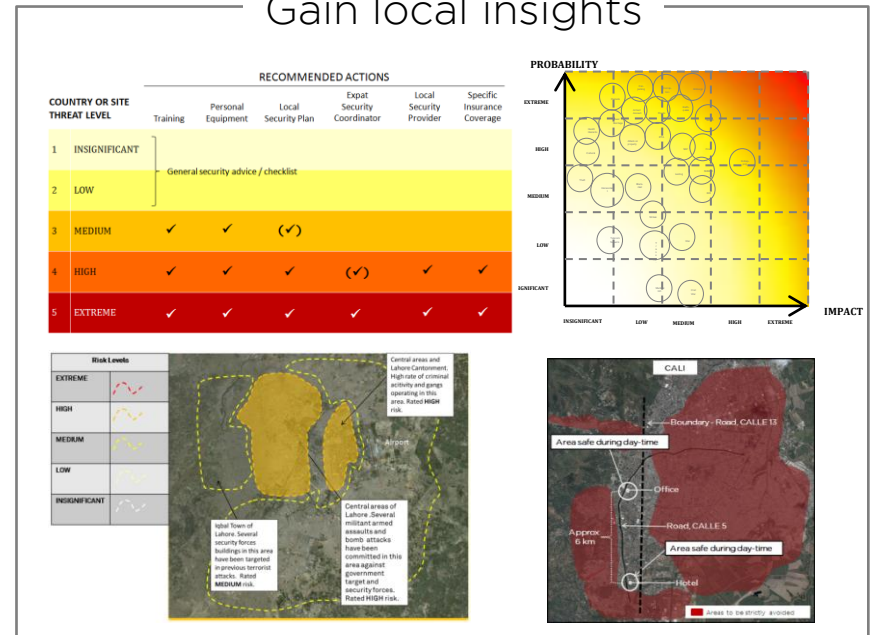 Gain local insights
RECOMMENDED ACTIONS
COUNTRY OR SITE
THREAT LEVEL
Training
Personal
Equipment
Local
Security Plan
Expat
Security
Coordinator
Local
Security
Provider
Specific
Insurance
Coverage
1 INSIGNIFICANT
General security advice / checklist
2 LOW
3 MEDIUM ✓ ✓ (✓)
4 HIGH ✓ ✓ ✓ (✓) ✓ ✓
5 EXTREME ✓ ✓ ✓ ✓ ✓ ✓
PROBABILITY
EXTREME
HIGH
MEDIUM
LOW
IGNIFICANT
INSIGNIFICANT LOW MEDIUM HIGH EXTREME
IMPACT
Risk Levels
EXTREME
HIGH
MEDIUM
LOW
INSIGNIFICANT
Central areas and
Lahore Cantonment.
High rate of criminal
acitivity and gangs
operating in this
area. Rated HIGH
risk.
Airport
Iqbal Town of
Lahore. Several
security forces
buildings in this area
have been targeted
in previous terrorist
attacks. Rated
MEDIUM risk.
Central areas of
Lahore .Several
militant armed
assaults and
bomb attacks
have been
committed in this
area against
government
target and
security forces.
Rated HIGH risk.
CALI
Boundary - Road, CALLE 13
Area safe during day-time
Office
Approx
6 km
Road, CALLE 5
Area safe during day-time
Hotel
Areas to be strictly avoided